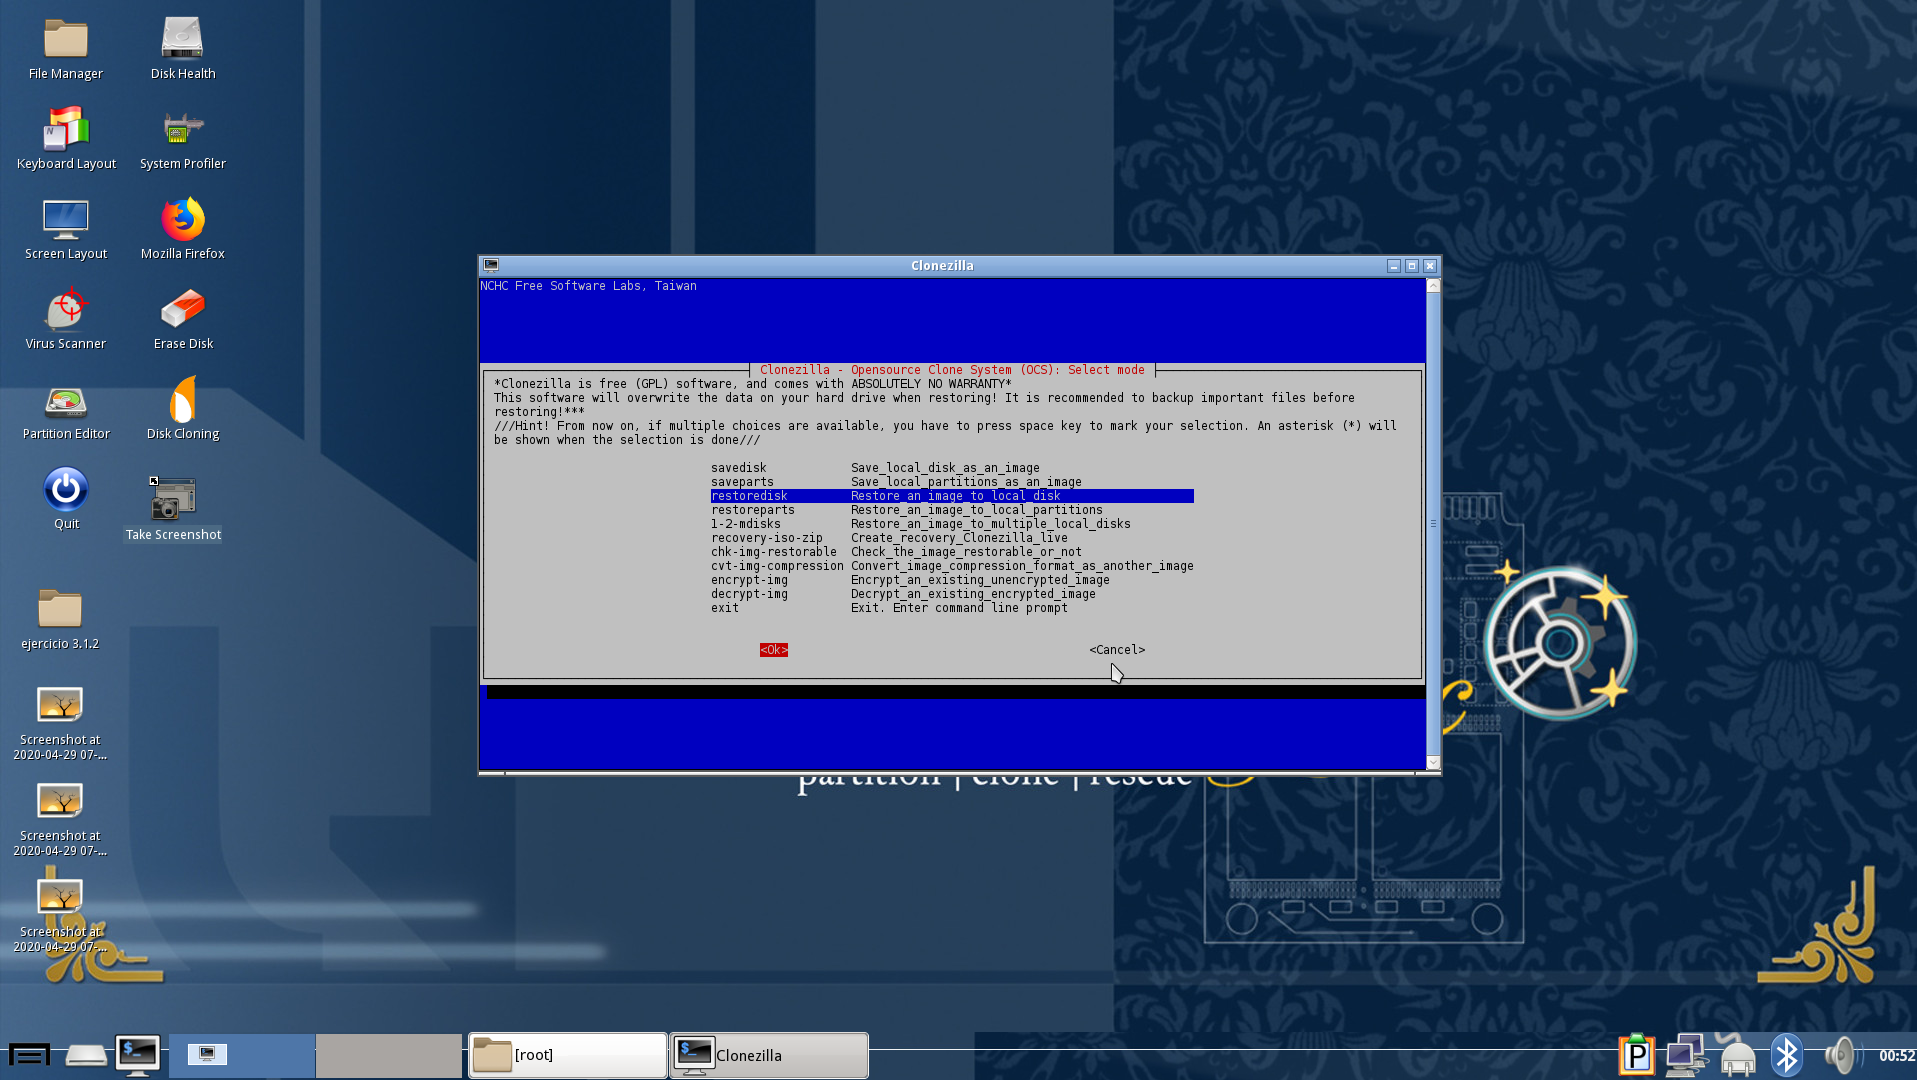 File Manager
Disk Health
Keyboard Layout
System Profiler
Screen Layout
Mozilla Firefox
Virus Scanner
Erase Disk
Partition Editor
Disk Cloning
Quit
Take Screenshot
ejercicio 3.1.2
Screenshot at
2020-04-29 07-...
Screenshot at
2020-04-29 07-...
Screenshot at
2020-04-29 07-...
Clonezilla
NCHC Free Software Labs, Taiwan
Clonezilla - Opensource Clone System (OCS): Select mode
*Clonezilla is free (GPL) software, and comes with ABSOLUTELY NO WARRANTY*
This software will overwrite the data on your hard drive when restoring! It is recommended to backup important files before
restoring!***
///Hint! From now on, if multiple choices are available, you have to press space key to mark your selection. An asterisk (*) will
be shown when the selection is done///
savedisk Save_local_disk_as_an_image
saveparts Save_local_partitions_as_an_image
restoredisk Restore_an_image_to_local_disk
restoreparts Restore_an_image_to_local_partitions
1-2-mdisks Restore_an_image_to_multiple_local_disks
recovery-iso-zip Create_recovery_Clonezilla_live
chk-img-restorable Check_the_image_restorable_or_not
cvt-img-compression Convert_image_compression_format_as_another_image
encrypt-img Encrypt_an_existing_unencrypted_image
decrypt-img Decrypt_an_existing_encrypted_image
exit Exit. Enter command line prompt
<Ok> <Cancel>
partition | clone | rescue
[root]
Clonezilla
00:52